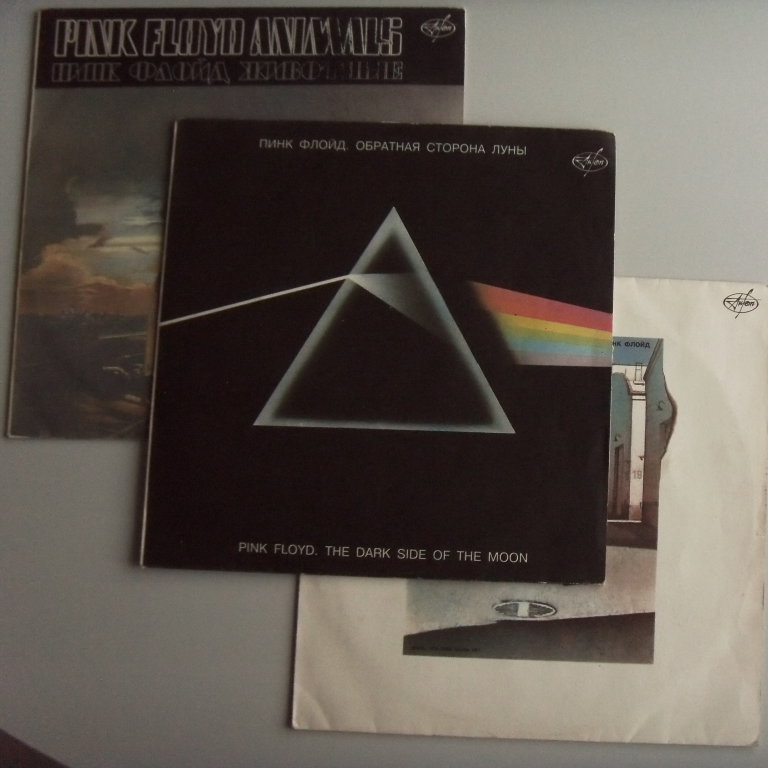 PINK FLOYD ANIMALS
ПИНК ФЛОЙД ЖИВОТНЫЕ
ПИНК ФЛОЙД. ОБРАТНАЯ СТОРОНА ЛУНЫ
PINK FLOYD. THE DARK SIDE OF THE MOON
ФЛОЙД